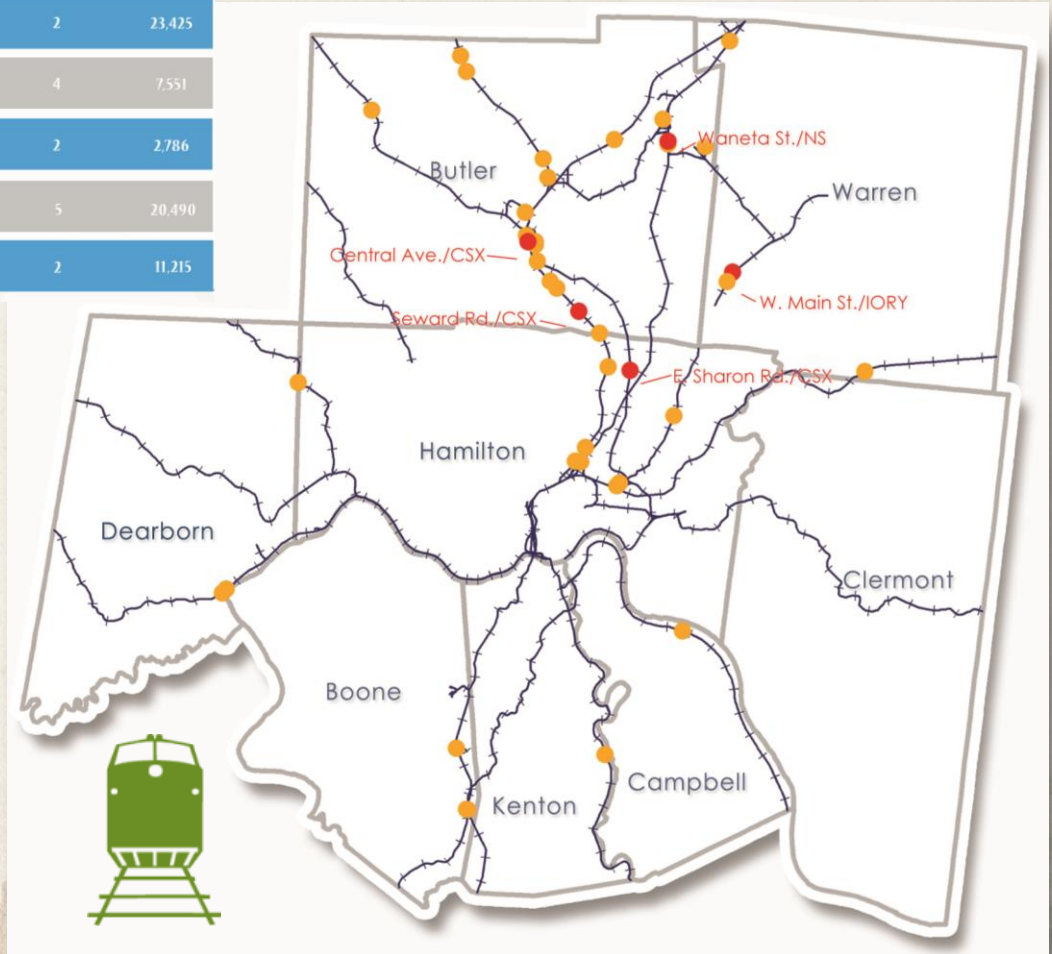 2 23,425
4 7,551
2 2,786
5 20,490
2 11,215
Waneta St./NS
Butler
Warren
Central Ave./CSX
W. Main St./IORY
Seward Rd./CSX
E. Sharon Rd./CSX
Hamilton
Dearborn
Clermont
Boone
Campbell
Kenton